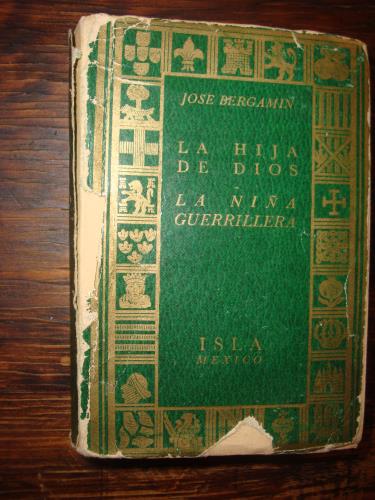 JOSE BERGAMIN
LA HIJA
DE DIOS
LA NIÑA
GUERRILLERA
ISLA
MEXICO